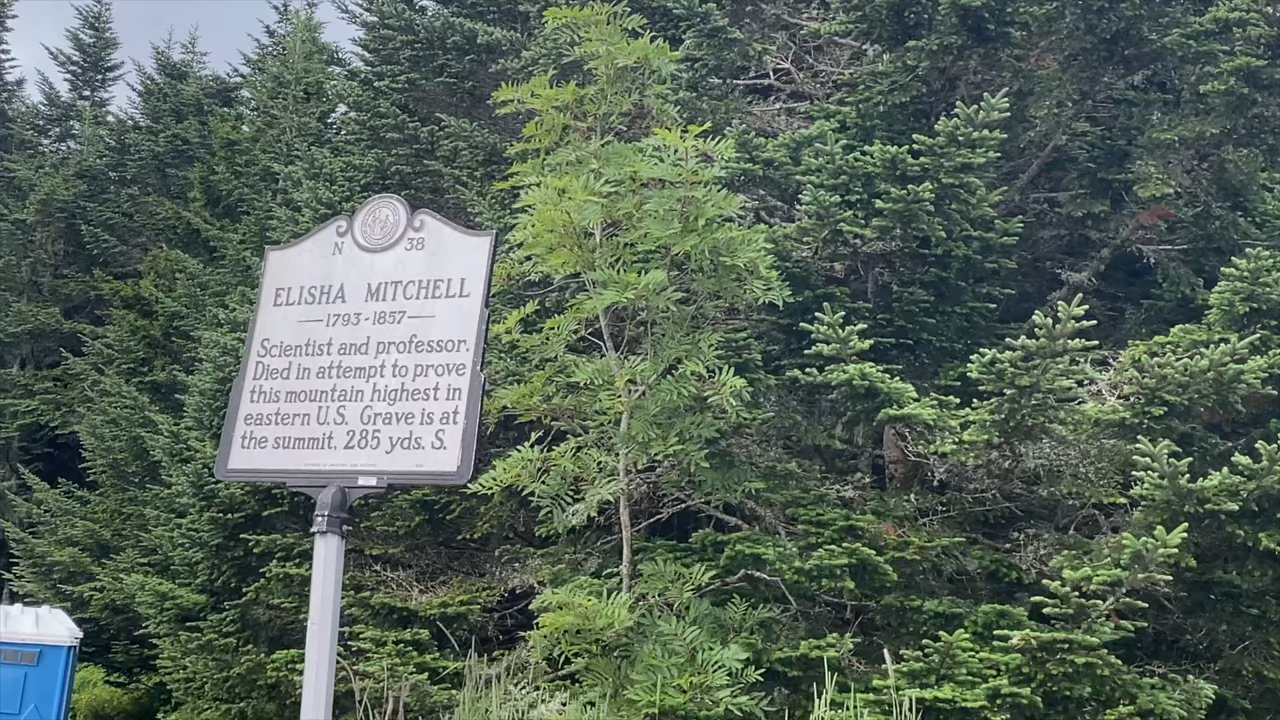 N 38
ELISHA MITCHELL
1793-1857
Scientist and professor.
Died in attempt to prove
this mountain highest in
eastern U.S. Grave is at
the summit, 285 yds. S.